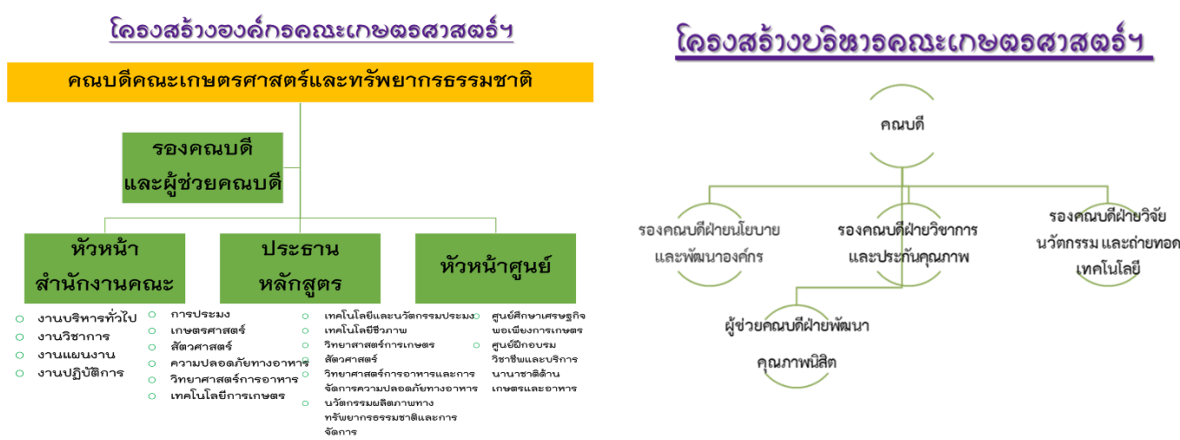 โครงสร้างองค์กรคณะเกษตรศาสตร์ฯ
คณบดีคณะเกษตรศาสตร์และทรัพยากรธรรมชาติ
รองคณบดี
และผู้ช่วยคณบดี
หัวหน้า
สำนักงานคณะ
ประธาน
หลักสูตร
หัวหน้าศูนย์
งานบริหารทั่วไป
งานวิชาการ
งานแผนงาน
งานปฏิบัติการ
การประมง
เกษตรศาสตร์
สัตวศาสตร์
ความปลอดภัยทางอาหาร
วิทยาศาสตร์การอาหาร
เทคโนโลยีการเกษตร
เทคโนโลยีและนวัตกรรมประมง
เทคโนโลยีชีวภาพ
วิทยาสาสตร์การเกษตร
สัตวศาสตร์
วิทยาศาสตร์การอาหารและการ
จัดการความปลอดภัยทางอาหาร
นวัตกรรมผลิตภาพทาง
ทรัพยากรธรรมชาติและการ
จัดการ
ศูนย์ศึกษาเศรษฐกิจ
พอเพียงการเกษตร
ศูนย์ฝึกอบรม
วิชาชีพและบริการ
นานาชาติด้าน
เกษตรและอาหาร
โครงสร้างบริหารคณะเกษตรศาสตร์ฯ
คณบดี
รองคณบดีฝ่ายนโยบาย
และพัฒนาองค์กร
รองคณบดีฝ่ายวิชาการ
และประกันคุณภาพ
รองคณบดีฝ่ายวิจัย
นวัตกรรม และถ่ายทอด
เทคโนโลยี
ผู้ช่วยคณบดีฝ่ายพัฒนา
คุณภาพนิสิต